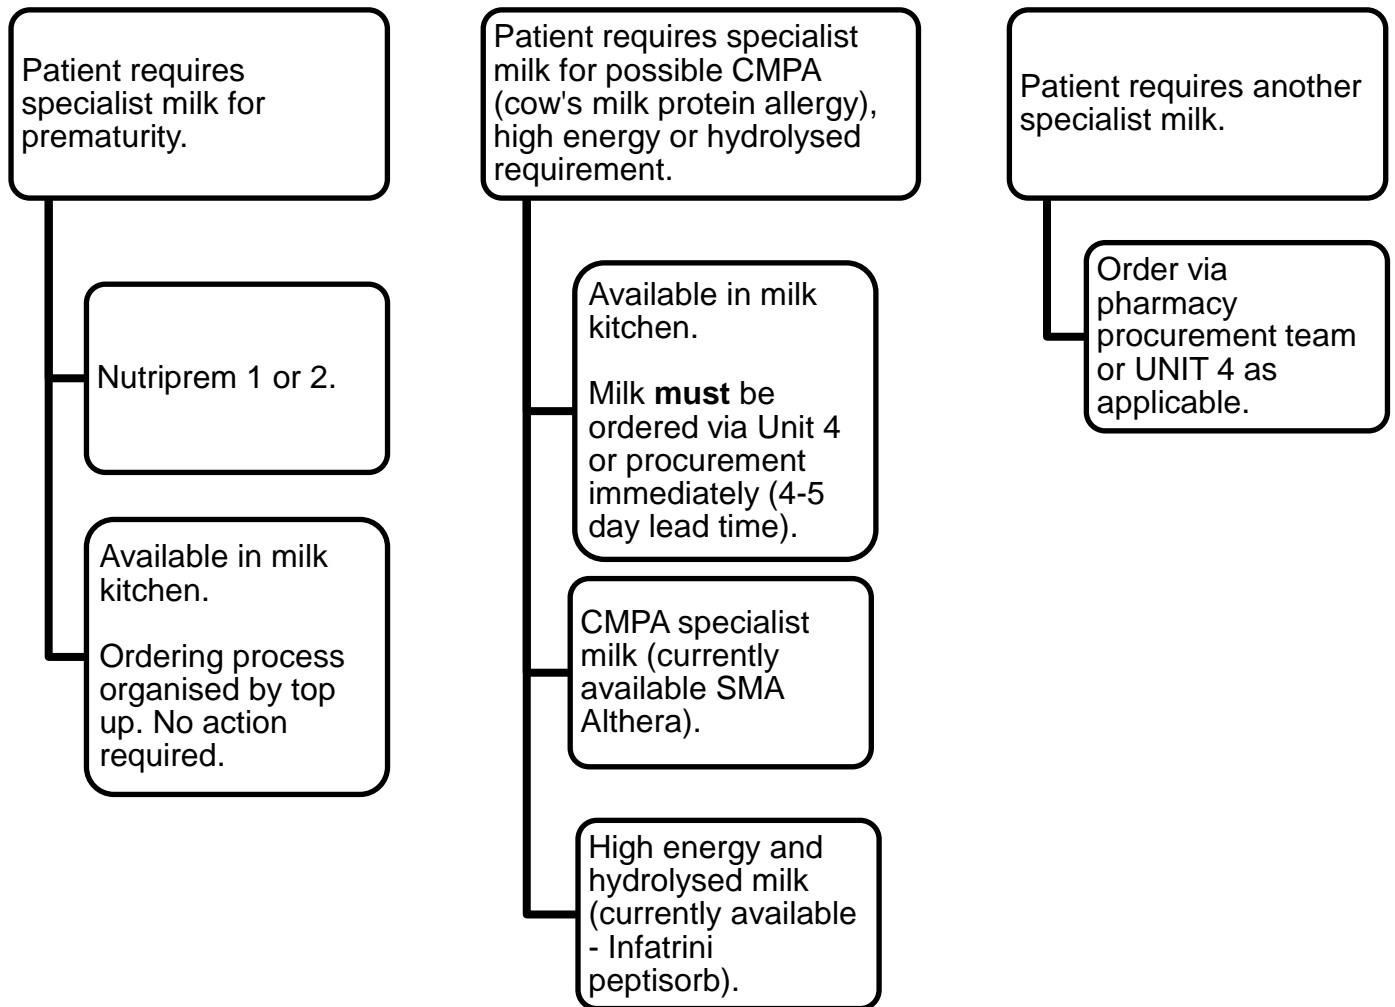 Patient requires
specialist milk for
prematurity.
Nutriprem 1 or 2.
Available in milk
kitchen.
Ordering process
organised by top
up. No action
required.
Patient requires specialist
milk for possible CMPA
(cow's milk protein allergy),
high energy or hydrolysed
requirement.
Available in milk
kitchen.
Milk must be
ordered via Unit 4
or procurement
immediately (4-5
day lead time).
CMPA specialist
milk (currently
available SMA
Althera).
High energy and
hydrolysed milk
(currently available
- Infatrini
peptisorb).
Patient requires another
specialist milk.
Order via
pharmacy
procurement team
or UNIT 4 as
applicable.